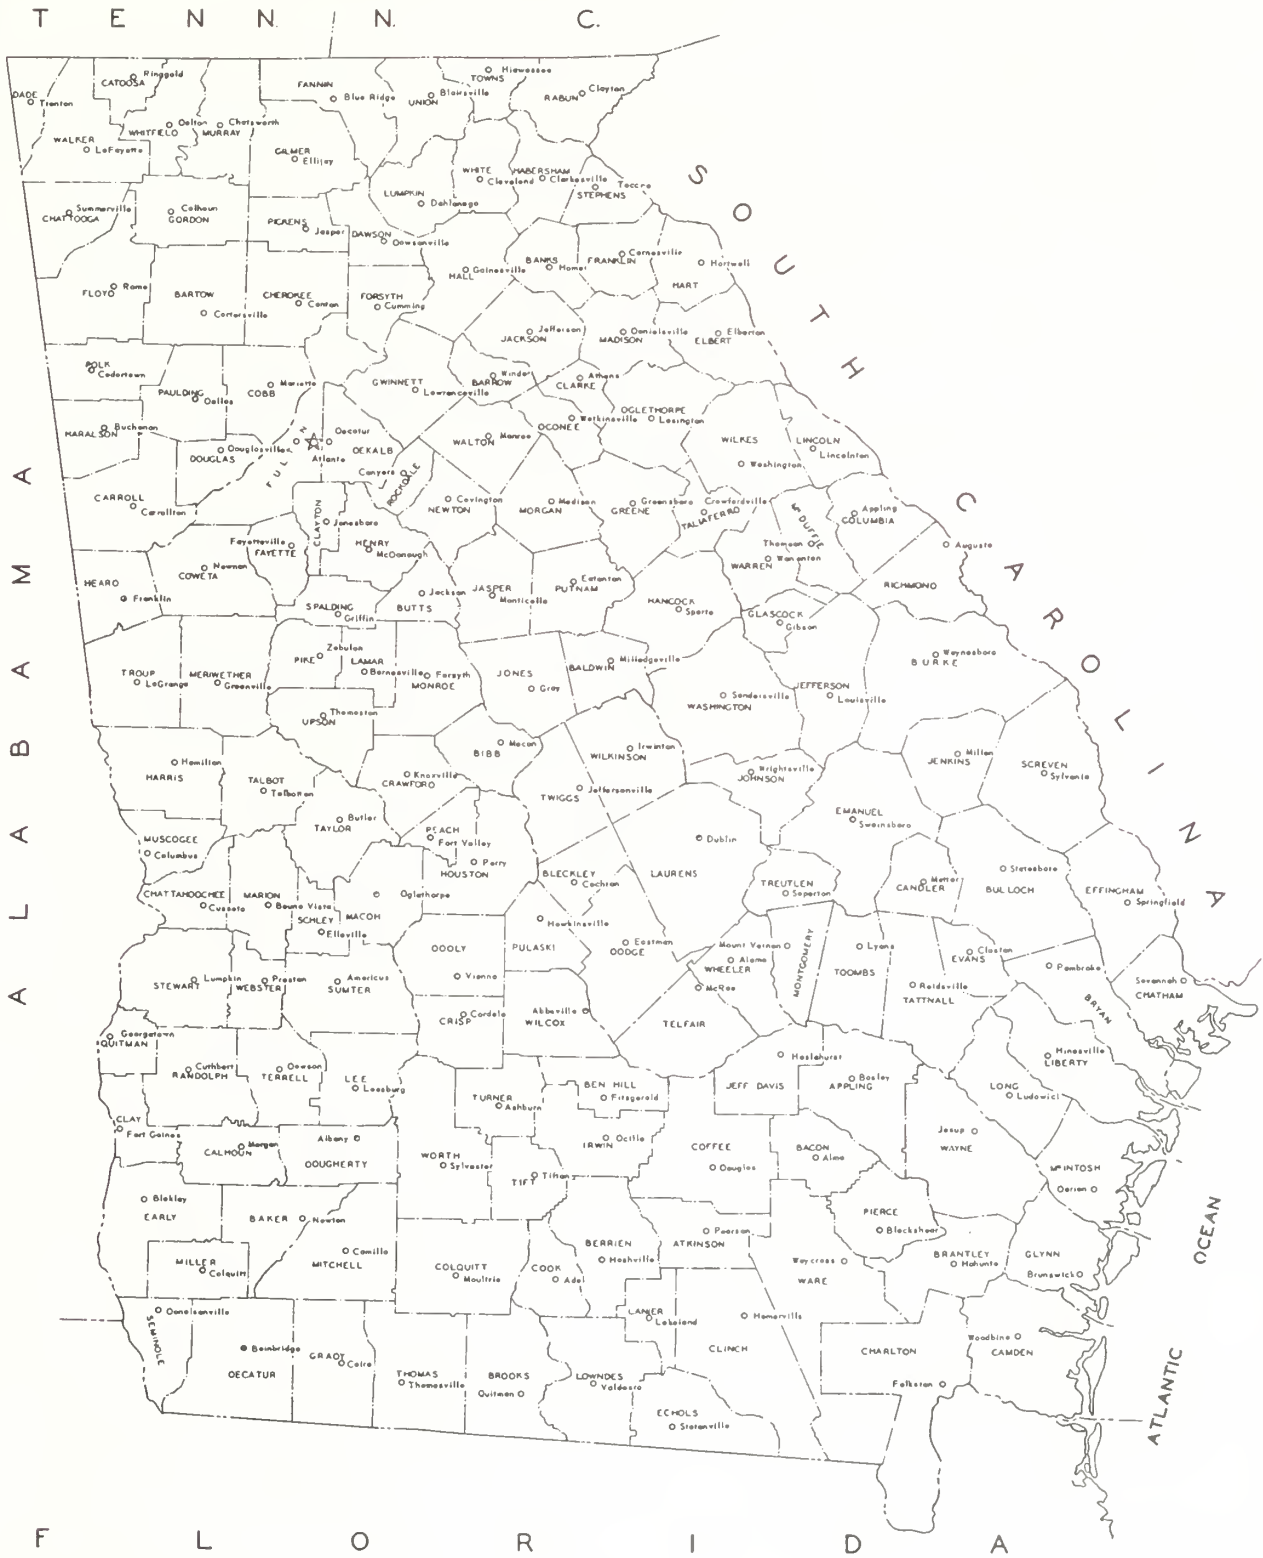 TENN. N. C.
Hiawassee
TOWNS
Ringgold
CATOOSA
FANNIN
Blue Ridge
UNION
Blairsville
RABUN
Clayton
DADE
Trenton
WALKER
LaFayette
WHITFIELD
Dalton
MURRAY
Chatsworth
GILMER
Ellijay
WHITE
Cleveland
HABERSHAM
Clarkesville
STEPHENS
Toccoa
LUMPKIN
Dahlonega
Summerville
CHATTOOGA
Calhoun
GORDON
PICKENS
Jasper
DAWSON
Dawsonville
HALL
Gainesville
BANKS
Homer
FRANKLIN
Carnesville
Hartwell
HART
FLOYD
Rome
BARTOW
Cartersville
CHEROKEE
Canton
FORSYTH
Cumming
Jefferson
JACKSON
Danielsville
MADISON
Elberton
ELBERT
POLK
Cedartown
PAULDING
Dallas
COBB
Marietta
GWINNETT
Lawrenceville
Winder
BARROW
Athens
CLARKE
OGLETHORPE
Lexington
Watkinsville
OCONEE
Buchanan
HARALSON
Douglasville
DOUGLAS
FULTON
Atlanta
Decatur
DEKALB
WALTON
Monroe
WILKES
Washington
LINCOLN
Lincolnton
Conyers
ROCKDALE
CARROLL
Carrollton
CLAYTON
Jonesboro
Covington
NEWTON
Madison
MORGAN
Greensboro
GREENE
Crawfordville
TALIAFERRO
McDUFFIE
Thomson
Appling
COLUMBIA
Augusta
Fayetteville
FAYETTE
HENRY
McDonough
WARREN
Warrenton
RICHMOND
HEARD
Franklin
Newnan
COWETA
SPALDING
Griffin
Jackson
BUTTS
JASPER
Monticello
Eatonton
PUTNAM
HANCOCK
Sparta
GLASCOCK
Gibson
TROUP
LaGrange
MERIWETHER
Greenville
Zebulon
PIKE
LAMAR
Barnesville
Forsyth
MONROE
JONES
Gray
BALDWIN
Milledgeville
Sandersville
WASHINGTON
JEFFERSON
Louisville
Waynesboro
BURKE
Thomaston
UPSON
Hamilton
HARRIS
TALBOT
Talbotton
Knoxville
CRAWFORD
Macon
BIBB
Irwinton
WILKINSON
Jeffersonville
TWIGGS
Wrightsville
JOHNSON
Millen
JENKINS
SCREVEN
Sylvania
MUSCOGEE
Columbus
Butler
TAYLOR
PEACH
Fort Valley
Perry
HOUSTON
Dublin
LAURENS
EMANUEL
Swainsboro
CHATTAHOOCHEE
Cusseta
MARION
Buena Vista
SCHLEY
Ellaville
MACON
Oglethorpe
BLECKLEY
Cochran
TREUTLEN
Soperton
CANDLER
Metter
Statesboro
BULLOCH
EFFINGHAM
Springfield
STEWART
Lumpkin
WEBSTER
Preston
Americus
SUMTER
DOOLY
Vienna
Hawkinsville
PULASKI
Eastman
DODGE
Mount Vernon
MONTGOMERY
Alamo
WHEELER
Lyons
TOOMBS
Claxton
EVANS
Reidsville
TATTNALL
Pembroke
BRYAN
Savannah
CHATHAM
Georgetown
QUITMAN
Cuthbert
RANDOLPH
Dawson
TERRELL
LEE
Leesburg
Cordele
CRISP
Abbeville
WILCOX
McRae
TELFAIR
Hazlehurst
JEFF DAVIS
Baxley
APPLING
Hinesville
LIBERTY
LONG
Ludowici
CLAY
Fort Gaines
CALHOUN
Morgan
Albany
DOUGHERTY
TURNER
Ashburn
BEN HILL
Fitzgerald
IRWIN
Ocilla
COFFEE
Douglas
BACON
Alma
Jesup
WAYNE
McINTOSH
Darien
WORTH
Sylvester
TIFT
Tifton
Blakley
EARLY
BAKER
Newton
Camilla
MITCHELL
MILLER
Colquitt
COLQUITT
Moultrie
COOK
Adel
BERRIEN
Nashville
Pearson
ATKINSON
PIERCE
Blackshear
Waycross
WARE
BRANTLEY
Nahunta
GLYNN
Brunswick
Donalsonville
SEMINOLE
Bainbridge
DECATUR
GRADY
Cairo
THOMAS
Thomasville
BROOKS
Quitman
LOWNDES
Valdosta
LANIER
Lakeland
Homerville
CLINCH
ECHOLS
Statenville
CHARLTON
Folkston
Woodbine
CAMDEN
ALABAMA
SOUTH CAROLINA
ATLANTIC OCEAN
FLORIDA